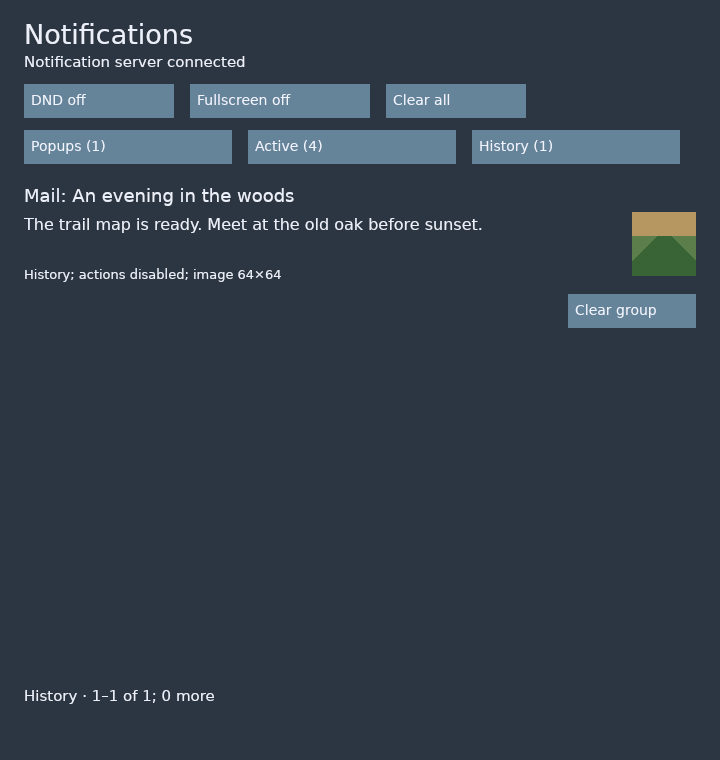 Notifications
Notification server connected
DND off
Fullscreen off
Clear all
Popups (1)
Active (4)
History (1)
Mail: An evening in the woods
The trail map is ready. Meet at the old oak before sunset.
History; actions disabled; image 64×64
Clear group
History · 1–1 of 1; 0 more